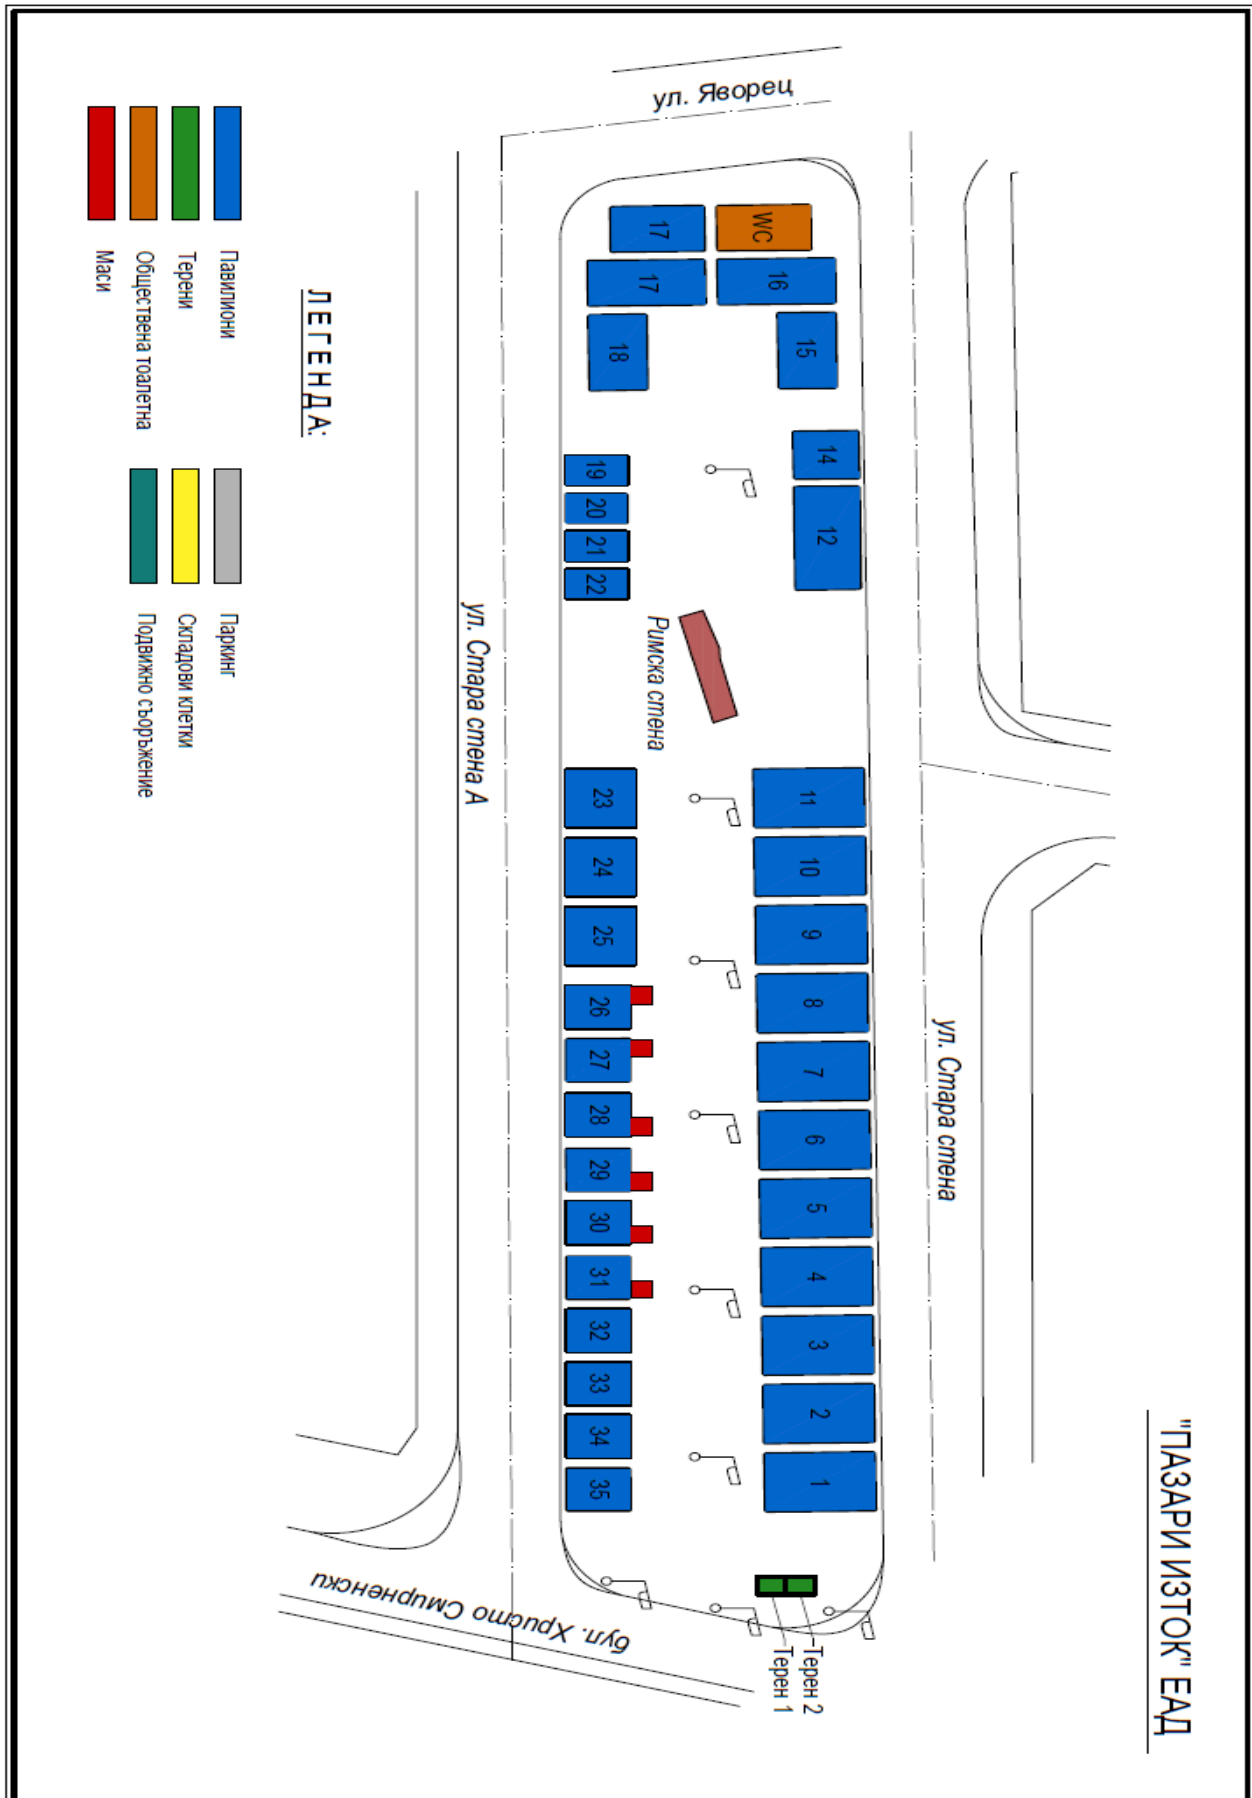 "ПАЗАРИ ИЗТОК" ЕАД
ул. Яворец
ул. Стара стена
ул. Стара стена А
бул. Христо Смирненски
Римска стена
WC
17
16
17
15
18
14
12
19
20
21
22
11
10
9
8
7
6
5
4
3
2
1
23
24
25
26
27
28
29
30
31
32
33
34
35
Терен 2
Терен 1
ЛЕГЕНДА:
Павилиони
Терени
Обществена тоалетна
Маси
Паркинг
Складови клетки
Подвижно съоръжение